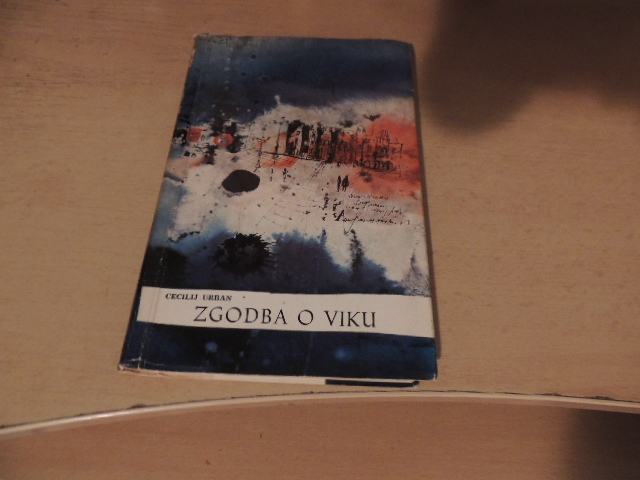 CECILIJ URBAN
ZGODBA O VIKU